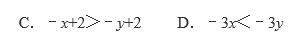 C. －x+2＞－y+2 D. －3x＜－3y